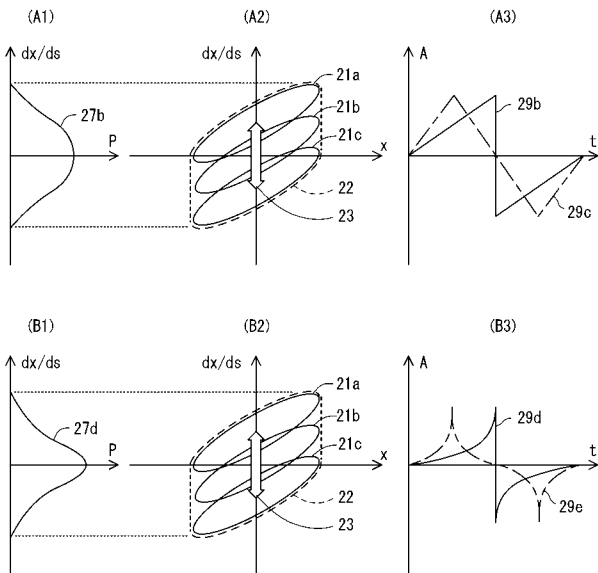 (A1) (A2) (A3)
dx/ds dx/ds A
21a
21b
21c
27b
29b
P x t
22
23
29c
(B1) (B2) (B3)
dx/ds dx/ds A
21a
21b
21c
27d
29d
P x t
22
23
29e